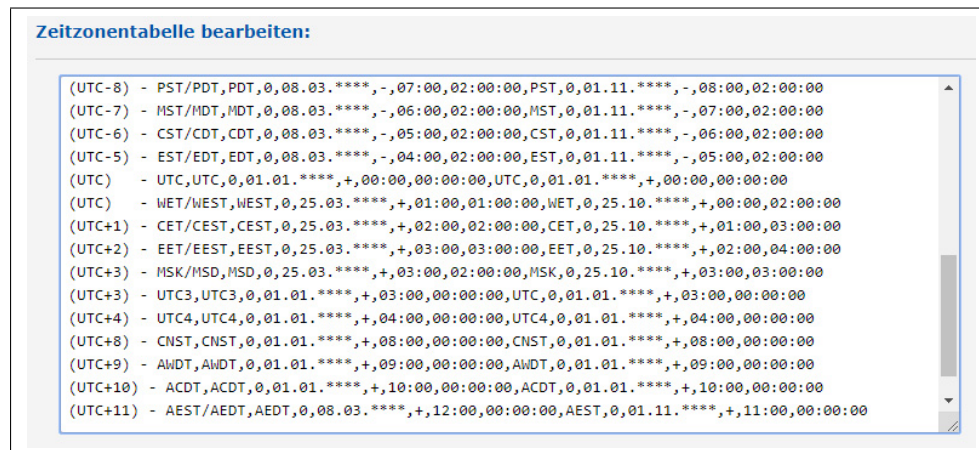 Zeitzonentabelle bearbeiten:
(UTC-8) - PST/PDT,PDT,0,08.03.****,-,07:00,02:00:00,PST,0,01.11.****,-,08:00,02:00:00
(UTC-7) - MST/MDT,MDT,0,08.03.****,-,06:00,02:00:00,MST,0,01.11.****,-,07:00,02:00:00
(UTC-6) - CST/CDT,CDT,0,08.03.****,-,05:00,02:00:00,CST,0,01.11.****,-,06:00,02:00:00
(UTC-5) - EST/EDT,EDT,0,08.03.****,-,04:00,02:00:00,EST,0,01.11.****,-,05:00,02:00:00
(UTC)   - UTC,UTC,0,01.01.****,+,00:00,00:00:00,UTC,0,01.01.****,+,00:00,00:00:00
(UTC)   - WET/WEST,WEST,0,25.03.****,+,01:00,01:00:00,WET,0,25.10.****,+,00:00,02:00:00
(UTC+1) - CET/CEST,CEST,0,25.03.****,+,02:00,02:00:00,CET,0,25.10.****,+,01:00,03:00:00
(UTC+2) - EET/EEST,EEST,0,25.03.****,+,03:00,03:00:00,EET,0,25.10.****,+,02:00,04:00:00
(UTC+3) - MSK/MSD,MSD,0,25.03.****,+,03:00,02:00:00,MSK,0,25.10.****,+,03:00,03:00:00
(UTC+3) - UTC3,UTC3,0,01.01.****,+,03:00,00:00:00,UTC,0,01.01.****,+,03:00,00:00:00
(UTC+4) - UTC4,UTC4,0,01.01.****,+,04:00,00:00:00,UTC4,0,01.01.****,+,04:00,00:00:00
(UTC+8) - CNST,CNST,0,01.01.****,+,08:00,00:00:00,CNST,0,01.01.****,+,08:00,00:00:00
(UTC+9) - AWDT,AWDT,0,01.01.****,+,09:00,00:00:00,AWDT,0,01.01.****,+,09:00,00:00:00
(UTC+10) - ACDT,ACDT,0,01.01.****,+,10:00,00:00:00,ACDT,0,01.01.****,+,10:00,00:00:00
(UTC+11) - AEST/AEDT,AEDT,0,08.03.****,+,12:00,00:00:00,AEST,0,01.11.****,+,11:00,00:00:00